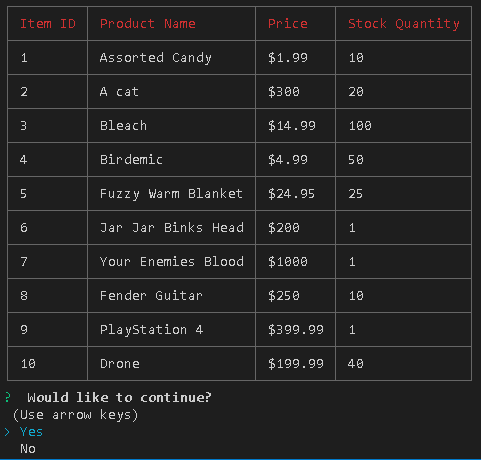 Item ID Product Name Price Stock Quantity
1 Assorted Candy $1.99 10
2 A cat $300 20
3 Bleach $14.99 100
4 Birdemic $4.99 50
5 Fuzzy Warm Blanket $24.95 25
6 Jar Jar Binks Head $200 1
7 Your Enemies Blood $1000 1
8 Fender Guitar $250 10
9 PlayStation 4 $399.99 1
10 Drone $199.99 40
? Would like to continue?
(Use arrow keys)
> Yes
No